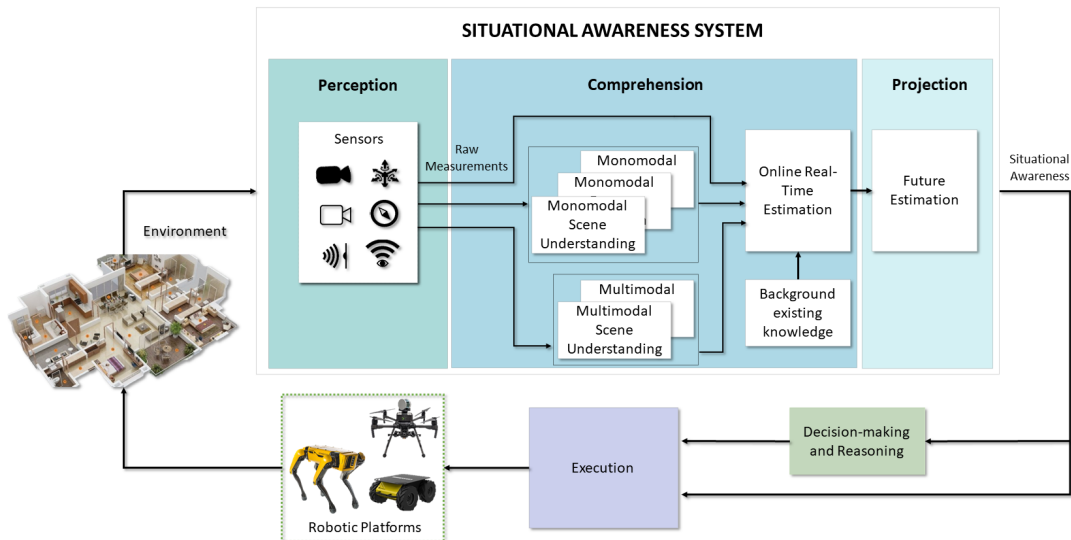 SITUATIONAL AWARENESS SYSTEM
Perception
Comprehension
Projection
Sensors
Raw
Measurements
Monomodal
Monomodal
Monomodal
Scene
Understanding
Multimodal
Multimodal
Scene
Understanding
Online Real-
Time
Estimation
Background
existing
knowledge
Future
Estimation
Situational
Awareness
Environment
Decision-making
and Reasoning
Execution
Robotic Platforms